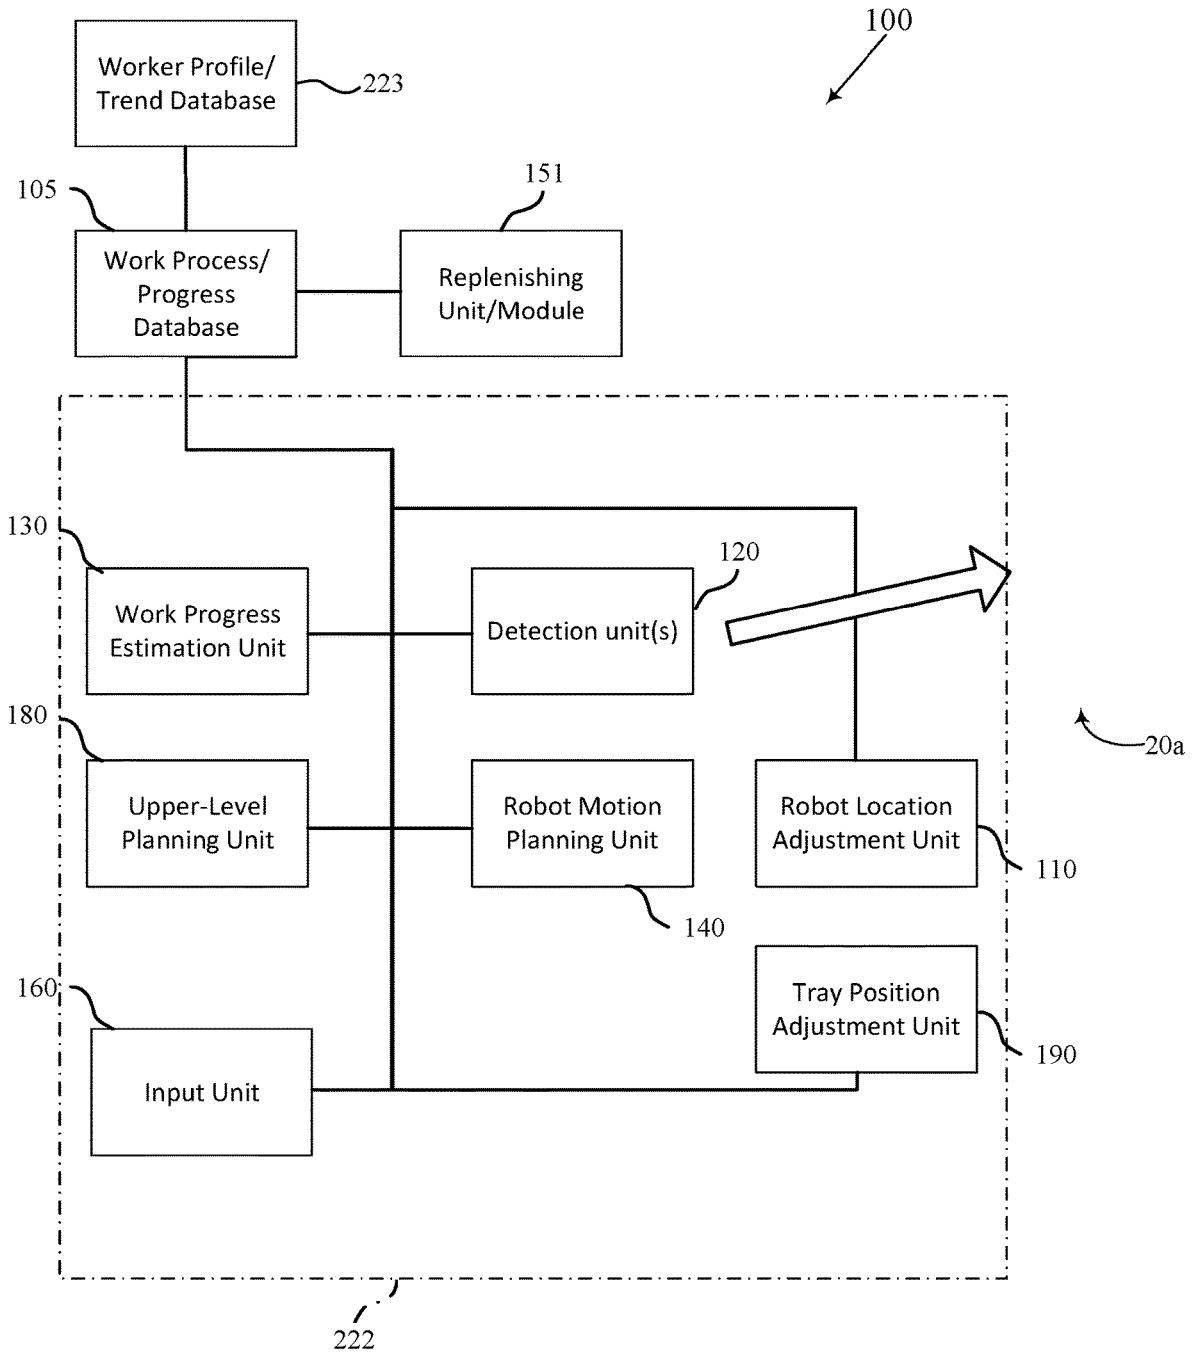 100
Worker Profile/
Trend Database
223
105
151
Work Process/
Progress
Database
Replenishing
Unit/Module
130
120
Work Progress
Estimation Unit
Detection unit(s)
180
20a
Upper-Level
Planning Unit
Robot Motion
Planning Unit
Robot Location
Adjustment Unit
110
140
160
Tray Position
Adjustment Unit
190
Input Unit
222